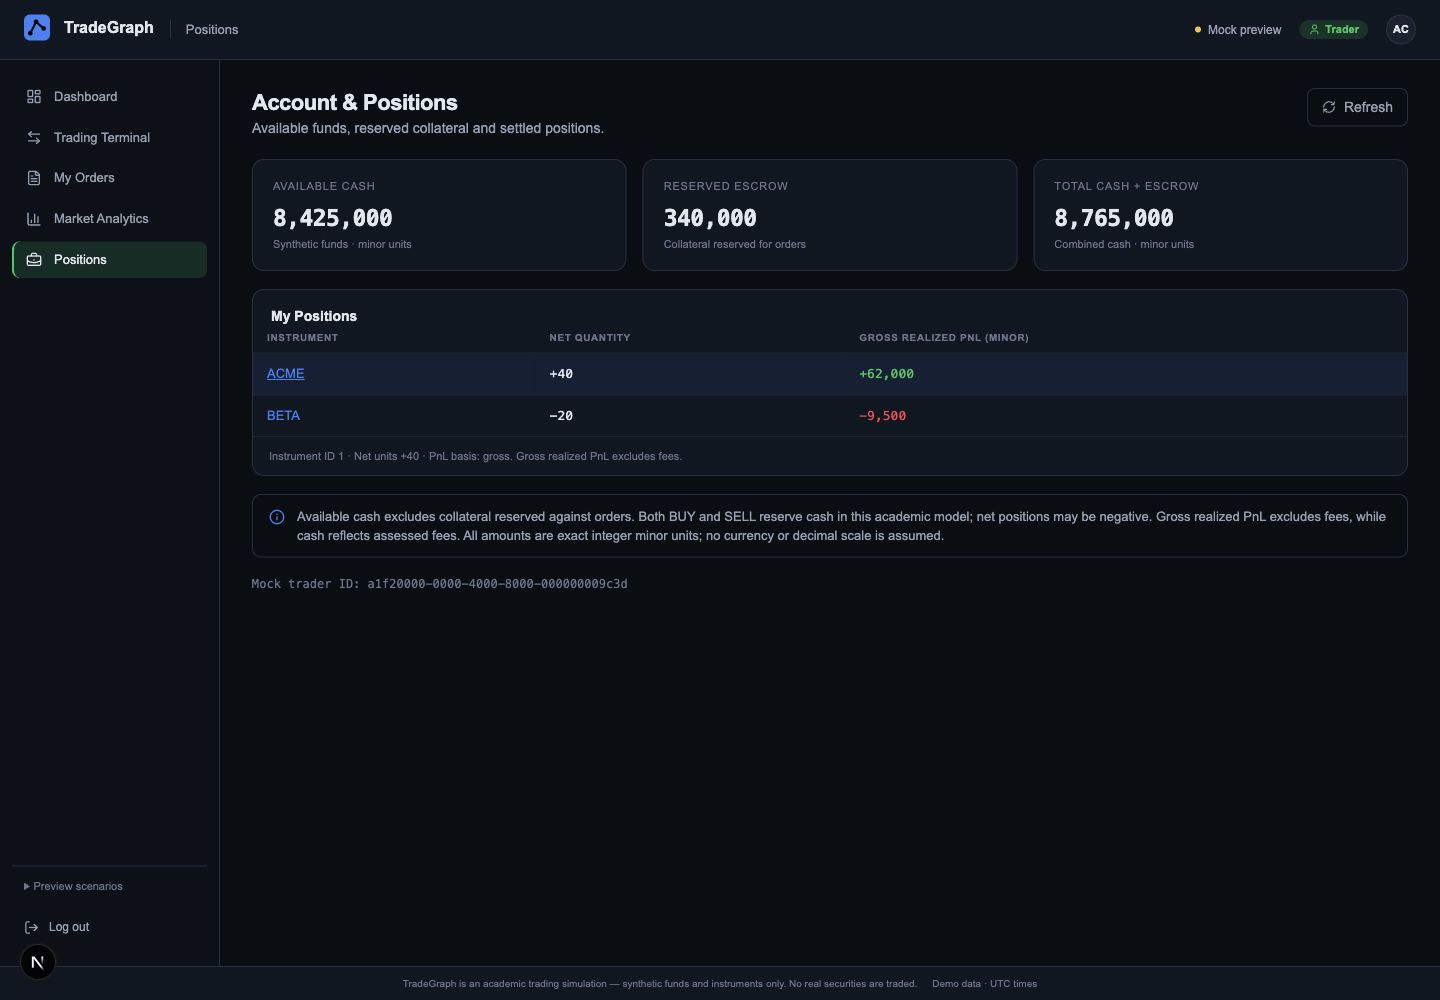 TradeGraph
Positions
Mock preview
Trader
AC
Dashboard
Trading Terminal
My Orders
Market Analytics
Positions
Account & Positions
Available funds, reserved collateral and settled positions.
Refresh
AVAILABLE CASH
8,425,000
Synthetic funds · minor units
RESERVED ESCROW
340,000
Collateral reserved for orders
TOTAL CASH + ESCROW
8,765,000
Combined cash · minor units
My Positions
INSTRUMENT NET QUANTITY GROSS REALIZED PNL (MINOR)
ACME +40 +62,000
BETA −20 −9,500
Instrument ID 1 · Net units +40 · PnL basis: gross. Gross realized PnL excludes fees.
Available cash excludes collateral reserved against orders. Both BUY and SELL reserve cash in this academic model; net positions may be negative. Gross realized PnL excludes fees, while
cash reflects assessed fees. All amounts are exact integer minor units; no currency or decimal scale is assumed.
Mock trader ID: a1f20000-0000-4000-8000-000000009c3d
Preview scenarios
Log out
N
TradeGraph is an academic trading simulation — synthetic funds and instruments only. No real securities are traded. Demo data · UTC times